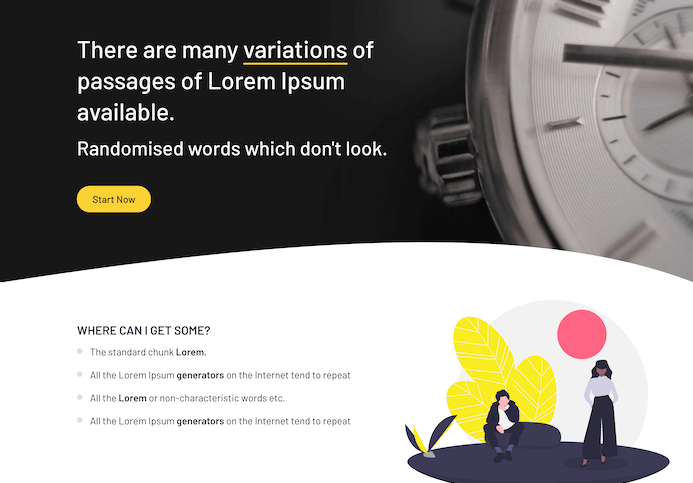 There are many variations of
passages of Lorem Ipsum
available.
Randomised words which don't look.
Start Now
WHERE CAN I GET SOME?
The standard chunk Lorem.
All the Lorem Ipsum generators on the Internet tend to repeat
All the Lorem or non-characteristic words etc.
All the Lorem Ipsum generators on the Internet tend to repeat